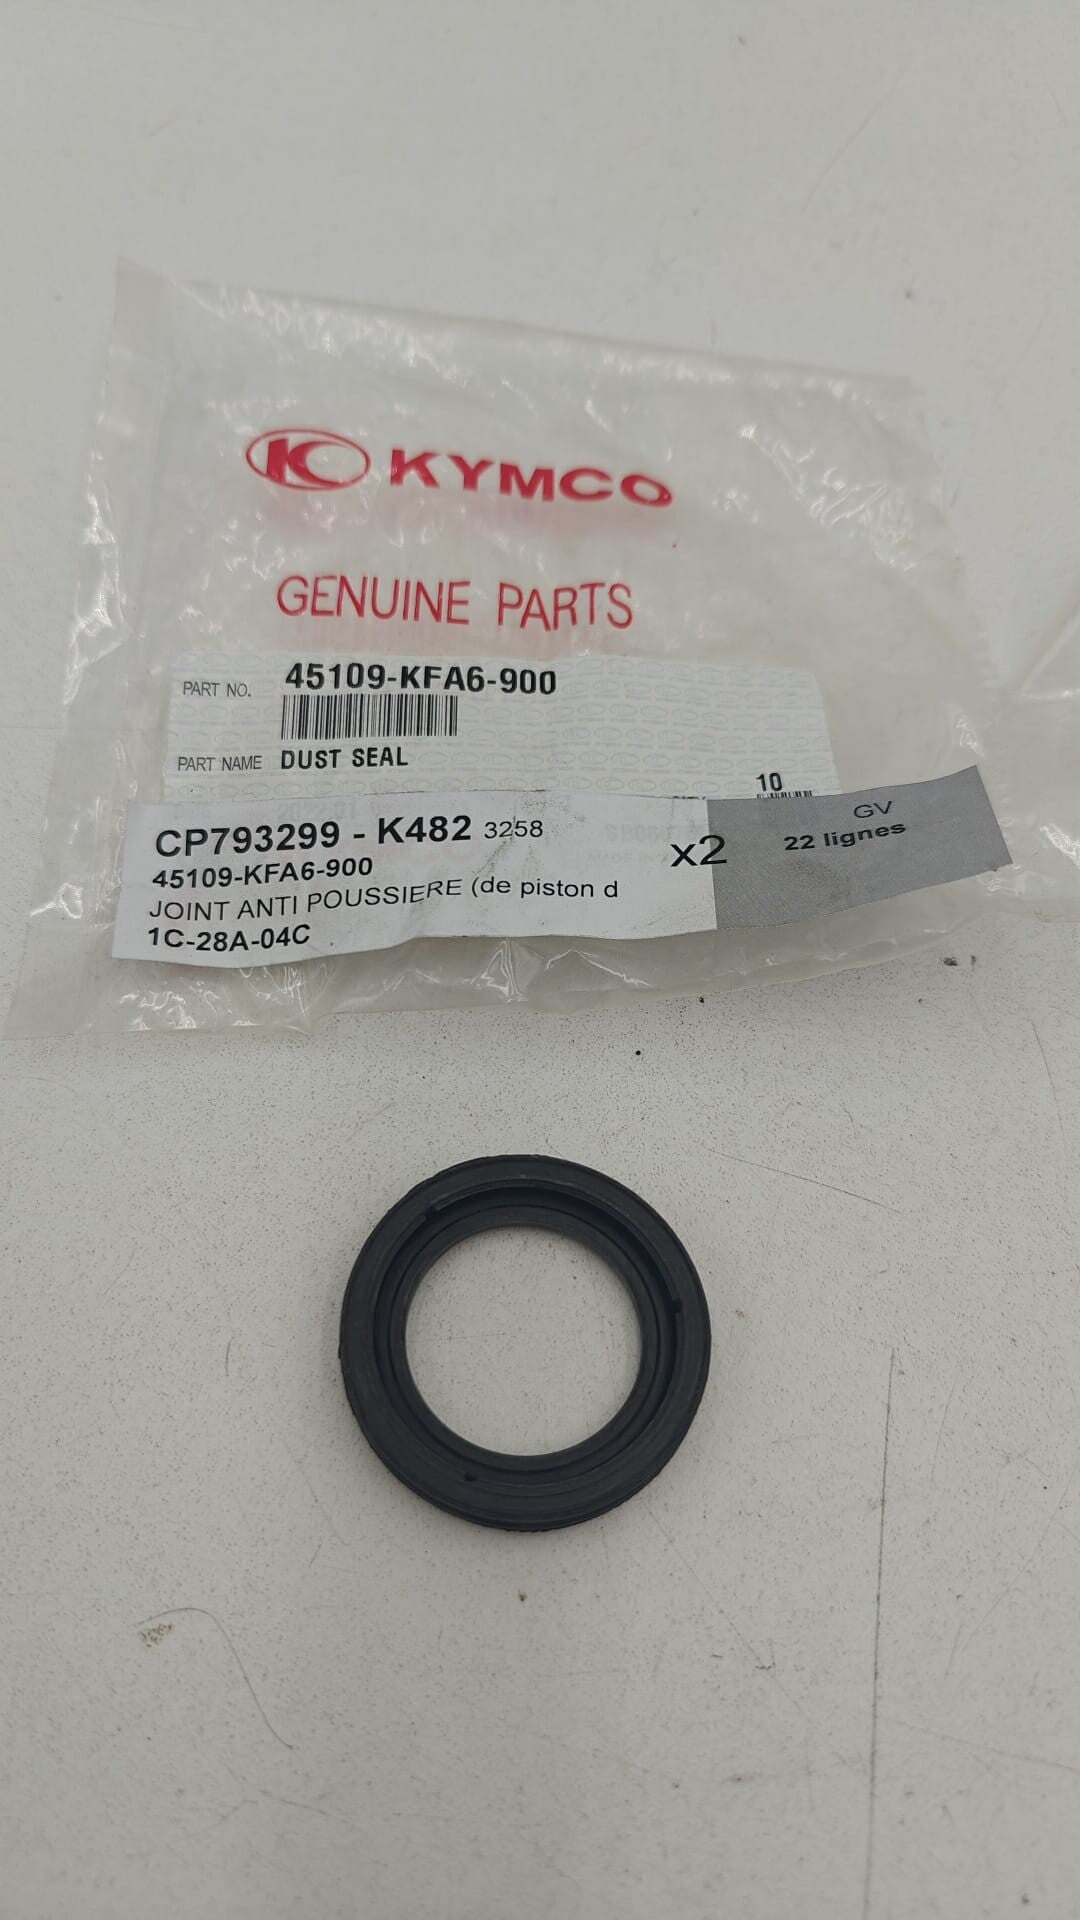 KYMCO
GENUINE PARTS
PART NO. 45109-KFA6-900
PART NAME DUST SEAL
10
CP793299 - K482 3258
45109-KFA6-900
JOINT ANTI POUSSIERE (de piston d
1C-28A-04C
x2
GV
22 lignes